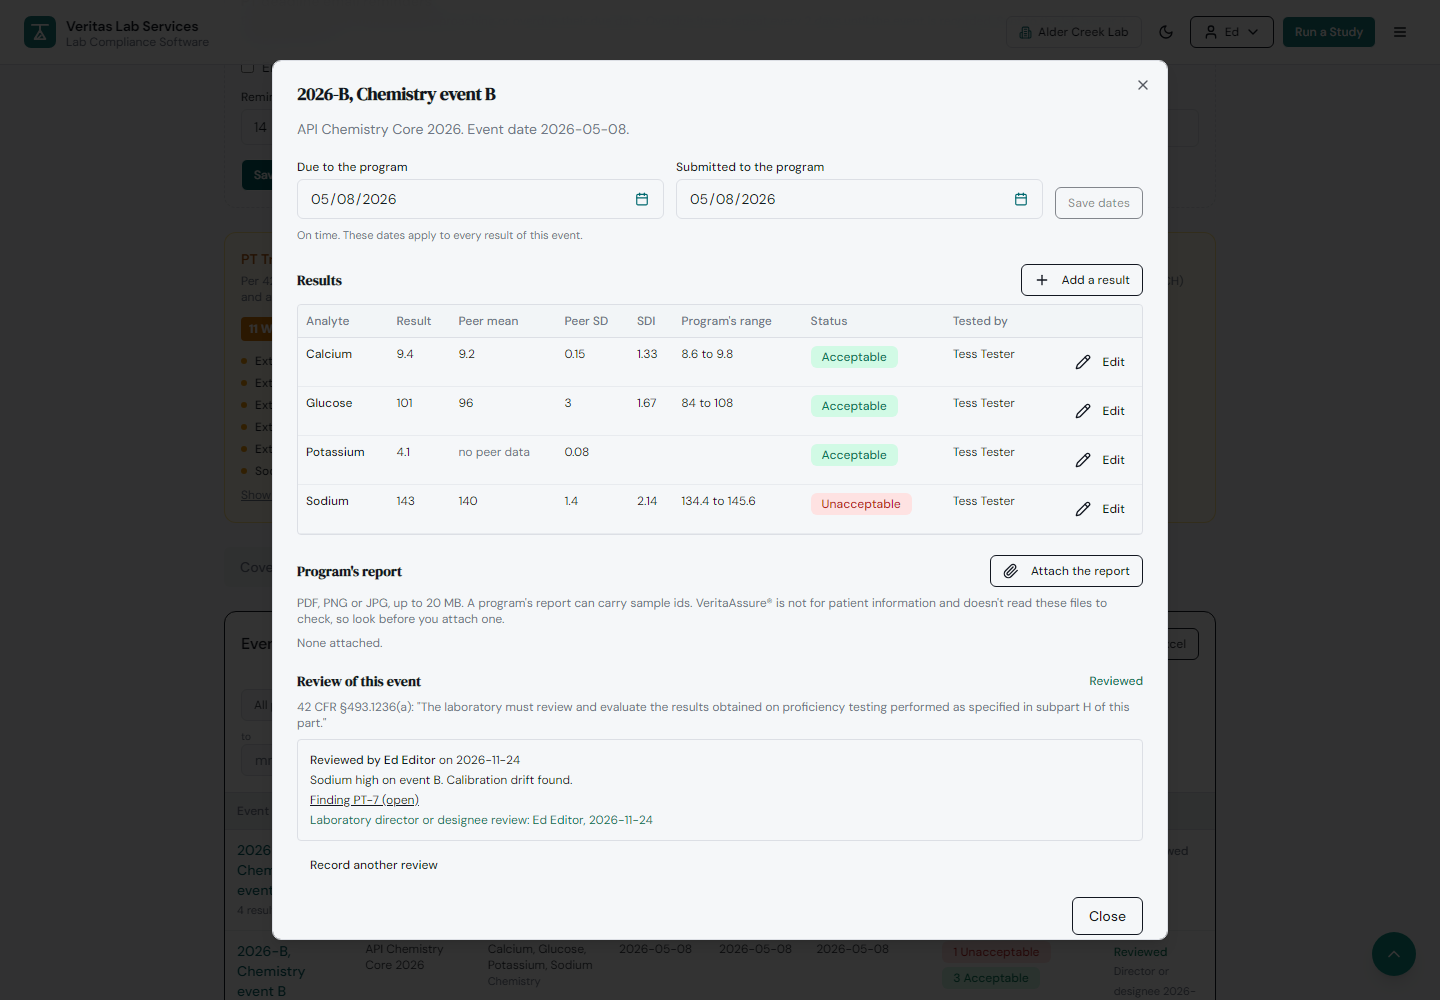 Veritas Lab Services
Lab Compliance Software
Alder Creek Lab
Ed
Run a Study
2026-B, Chemistry event B
API Chemistry Core 2026. Event date 2026-05-08.
Due to the program
Submitted to the program
05/08/2026
05/08/2026
Save dates
On time. These dates apply to every result of this event.
Results
Add a result
Analyte Result Peer mean Peer SD SDI Program's range Status Tested by
Calcium 9.4 9.2 0.15 1.33 8.6 to 9.8 Acceptable Tess Tester Edit
Glucose 101 96 3 1.67 84 to 108 Acceptable Tess Tester Edit
Potassium 4.1 no peer data 0.08 Acceptable Tess Tester Edit
Sodium 143 140 1.4 2.14 134.4 to 145.6 Unacceptable Tess Tester Edit
Program's report
Attach the report
PDF, PNG or JPG, up to 20 MB. A program's report can carry sample ids. VeritaAssure® is not for patient information and doesn't read these files to
check, so look before you attach one.
None attached.
Review of this event
Reviewed
42 CFR §493.1236(a): "The laboratory must review and evaluate the results obtained on proficiency testing performed as specified in subpart H of this
part."
Reviewed by Ed Editor on 2026-11-24
Sodium high on event B. Calibration drift found.
Finding PT-7 (open)
Laboratory director or designee review: Ed Editor, 2026-11-24
Record another review
Close
14
PT
Per
and
11
Show
to
Event
4
2026-B,
Chemistry
event B
API Chemistry
Core 2026
Calcium, Glucose,
Potassium, Sodium
Chemistry
2026-05-08
2026-05-08
2026-05-08
1 Unacceptable
3 Acceptable
Reviewed
Director or
designee 2026-